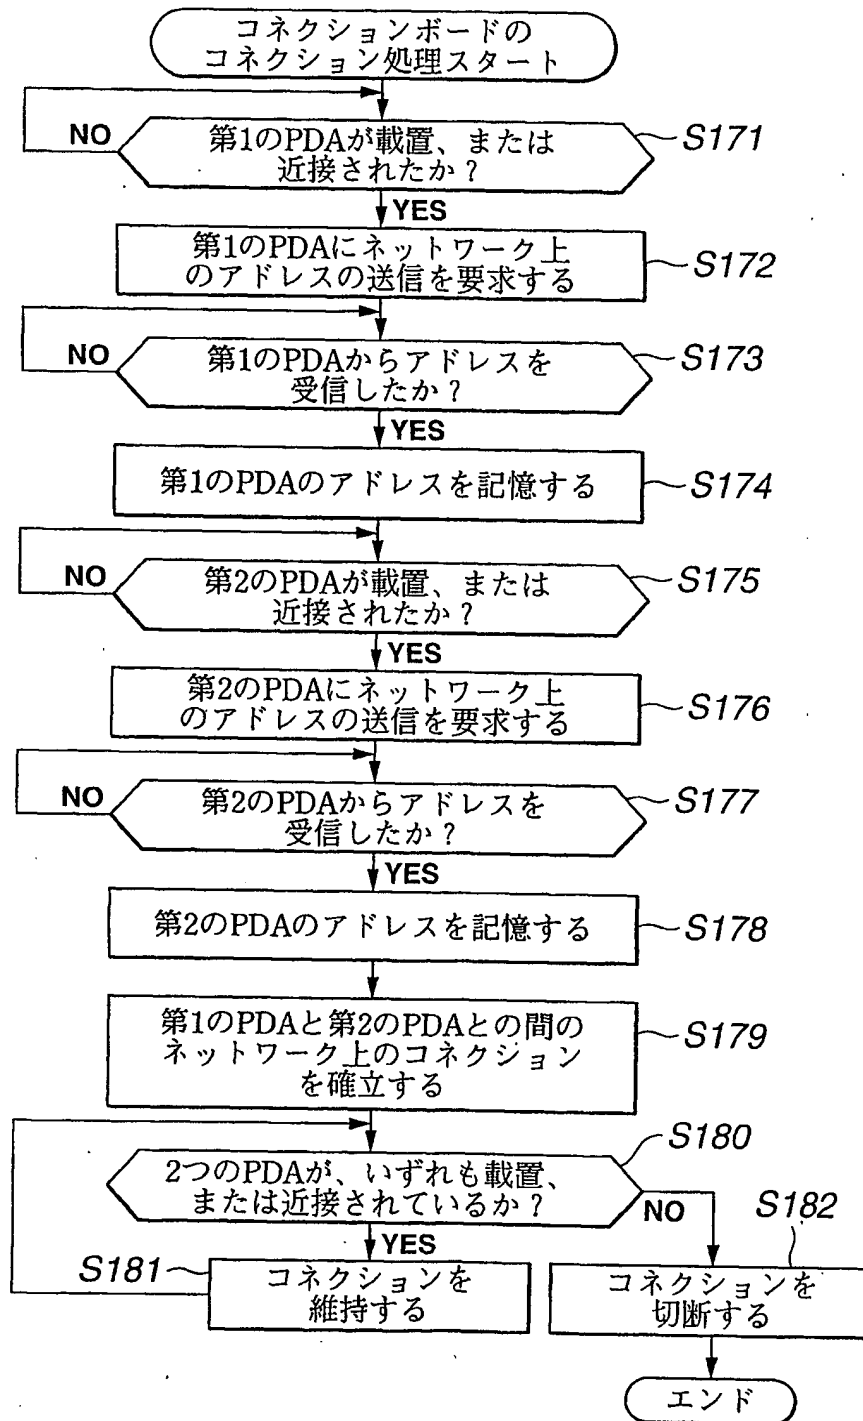 コネクションボードの
コネクション処理スタート
NO
第1のPDAが載置、または
近接されたか?
S171
YES
第1のPDAにネットワーク上
のアドレスの送信を要求する
S172
NO
第1のPDAからアドレスを
受信したか?
S173
YES
第1のPDAのアドレスを記憶する
S174
NO
第2のPDAが載置、または
近接されたか?
S175
YES
第2のPDAにネットワーク上
のアドレスの送信を要求する
S176
NO
第2のPDAからアドレスを
受信したか?
S177
YES
第2のPDAのアドレスを記憶する
S178
第1のPDAと第2のPDAとの間の
ネットワーク上のコネクション
を確立する
S179
2つのPDAが、いずれも載置、
または近接されているか?
S180
NO
YES
S181
コネクションを
維持する
S182
コネクションを
切断する
エンド